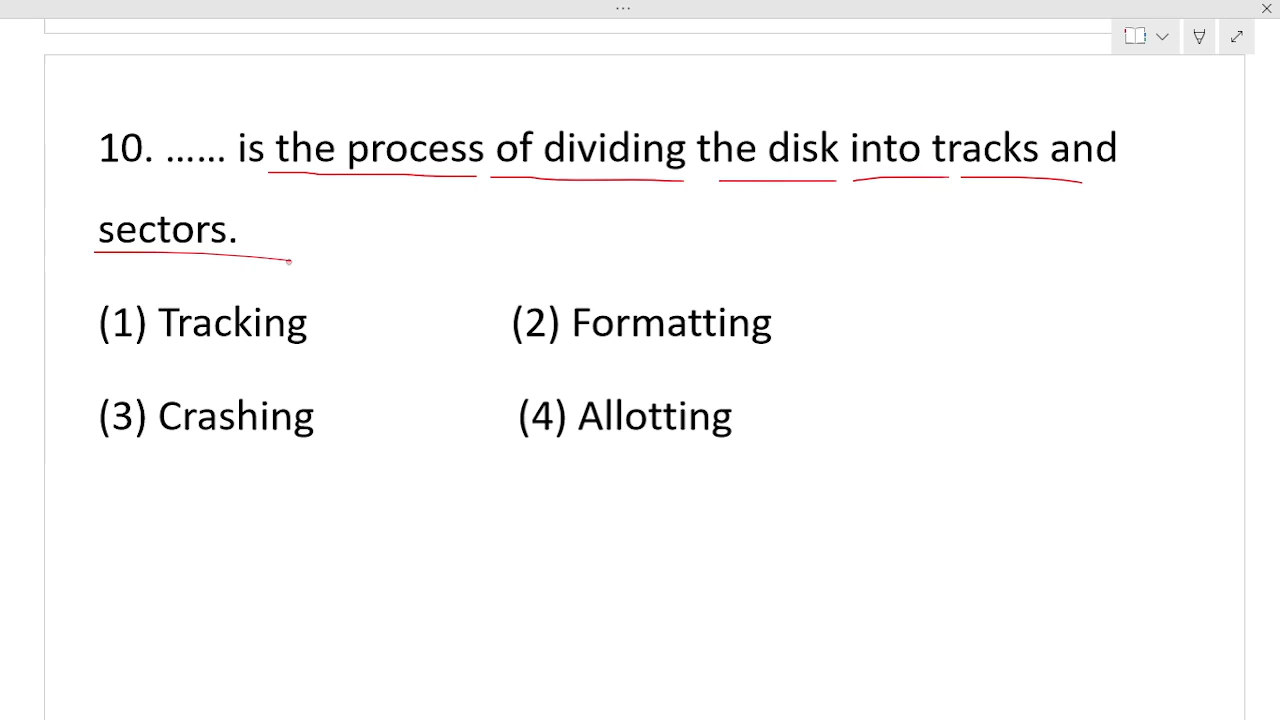 10. ...... is the process of dividing the disk into tracks and
sectors.
(1) Tracking (2) Formatting
(3) Crashing (4) Allotting